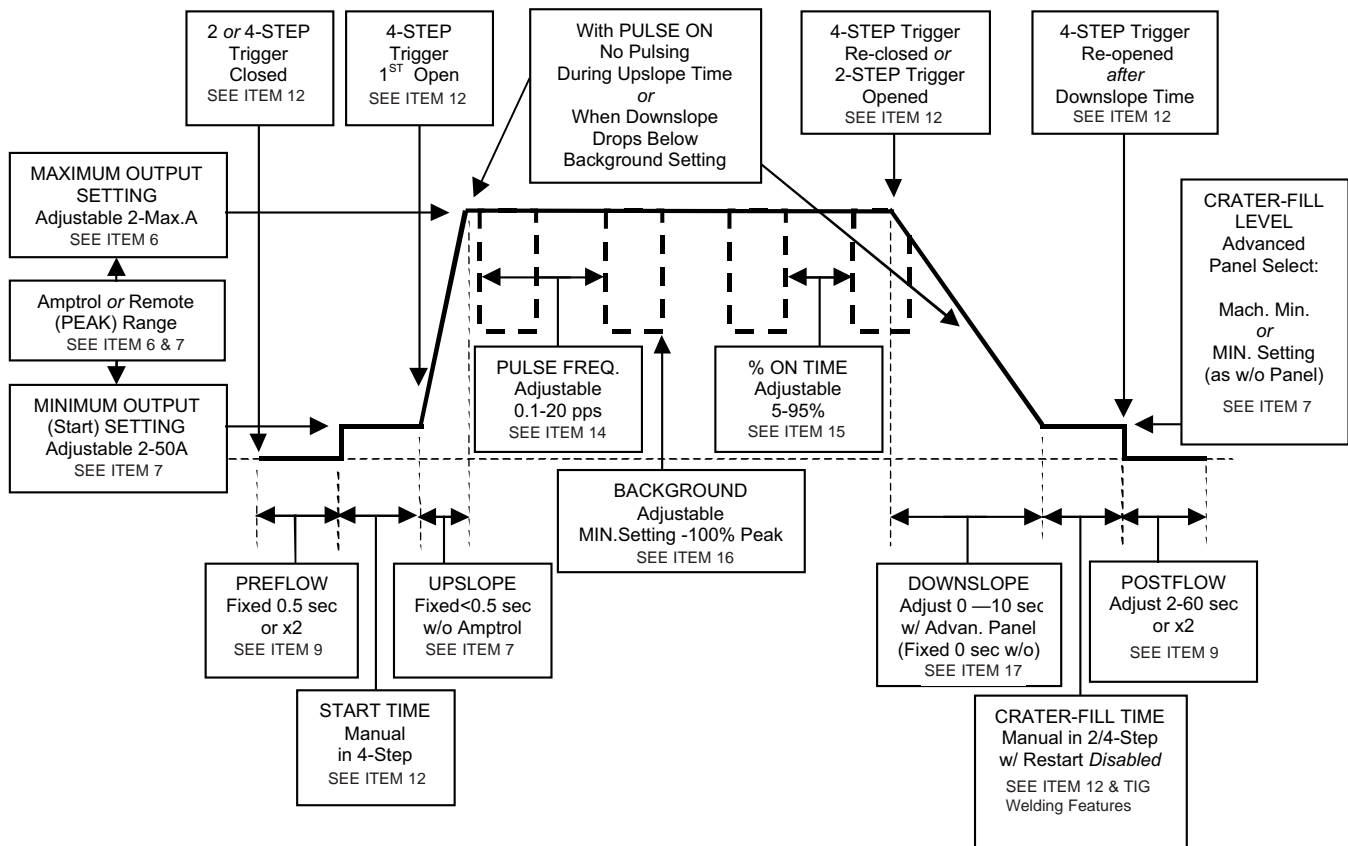 2 or 4-STEP
Trigger
Closed
SEE ITEM 12
4-STEP
Trigger
1ST Open
SEE ITEM 12
With PULSE ON
No Pulsing
During Upslope Time
or
When Downslope
Drops Below
Background Setting
4-STEP Trigger
Re-closed or
2-STEP Trigger
Opened
SEE ITEM 12
4-STEP Trigger
Re-opened
after
Downslope Time
SEE ITEM 12
MAXIMUM OUTPUT
SETTING
Adjustable 2-Max.A
SEE ITEM 6
Amptrol or Remote
(PEAK) Range
SEE ITEM 6 & 7
MINIMUM OUTPUT
(Start) SETTING
Adjustable 2-50A
SEE ITEM 7
CRATER-FILL
LEVEL
Advanced
Panel Select:
Mach. Min.
or
MIN. Setting
(as w/o Panel)
SEE ITEM 7
PULSE FREQ.
Adjustable
0.1-20 pps
SEE ITEM 14
% ON TIME
Adjustable
5-95%
SEE ITEM 15
BACKGROUND
Adjustable
MIN.Setting -100% Peak
SEE ITEM 16
PREFLOW
Fixed 0.5 sec
or x2
SEE ITEM 9
UPSLOPE
Fixed<0.5 sec
w/o Amptrol
SEE ITEM 7
DOWNSLOPE
Adjust 0 —10 sec
w/ Advan. Panel
(Fixed 0 sec w/o)
SEE ITEM 17
POSTFLOW
Adjust 2-60 sec
or x2
SEE ITEM 9
START TIME
Manual
in 4-Step
SEE ITEM 12
CRATER-FILL TIME
Manual in 2/4-Step
w/ Restart Disabled
SEE ITEM 12 & TIG
Welding Features